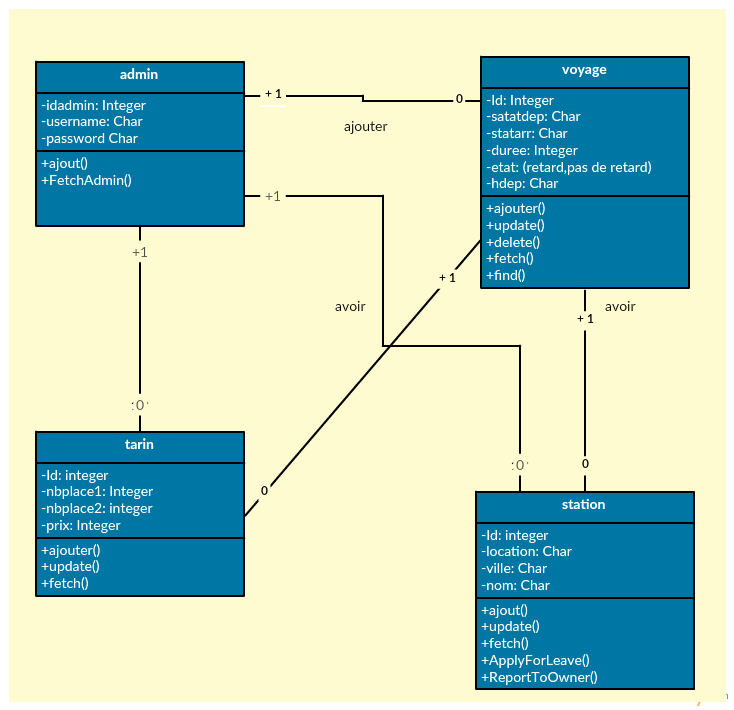 admin
-idadmin: Integer
-username: Char
-password Char
+ajout()
+FetchAdmin()
voyage
-Id: Integer
-satatdep: Char
-statarr: Char
-duree: Integer
-etat: (retard,pas de retard)
-hdep: Char
+ajouter()
+update()
+delete()
+fetch()
+find()
+ 1
0
ajouter
+1
+1
+ 1
avoir
+ 1
avoir
0
0
0
0
tarin
-Id: integer
-nbplace1: Integer
-nbplace2: integer
-prix: Integer
+ajouter()
+update()
+fetch()
station
-Id: integer
-location: Char
-ville: Char
-nom: Char
+ajout()
+update()
+fetch()
+ApplyForLeave()
+ReportToOwner()